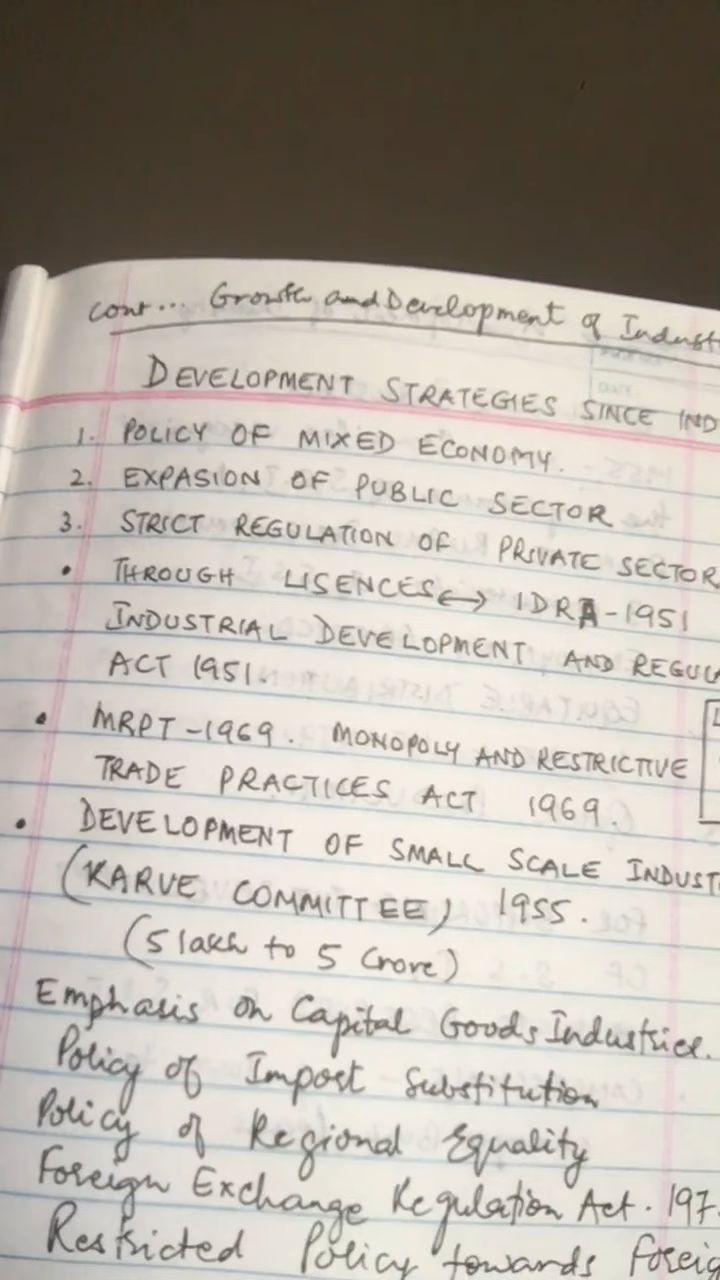 cont... Growth and Development of Indust
DEVELOPMENT STRATEGIES SINCE IND
1. POLICY OF MIXED ECONOMY.
2. EXPASION OF PUBLIC SECTOR
3. STRICT REGULATION OF PRIVATE SECTOR
• THROUGH LISENCES ↔ IDRA-1951
INDUSTRIAL DEVELOPMENT AND REGULA
ACT 1951.
• MRPT-1969. MONOPOLY AND RESTRICTIVE
TRADE PRACTICES ACT 1969.
• DEVELOPMENT OF SMALL SCALE INDUST
(KARVE COMMITTEE) 1955.
(5 lakh to 5 Crore)
Emphasis on Capital Goods Industries.
Policy of Import Substitution
Policy of Regional Equality
Foreign Exchange Regulation Act. 197
Restricted Policy towards foreig